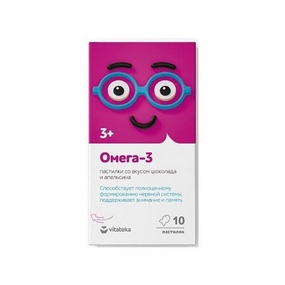 3+
Омега-3
пастилки со вкусом шоколада
и апельсина
Способствует полноценному
формированию нервной системы,
поддерживает внимание и память
vitateka
10
пастилок